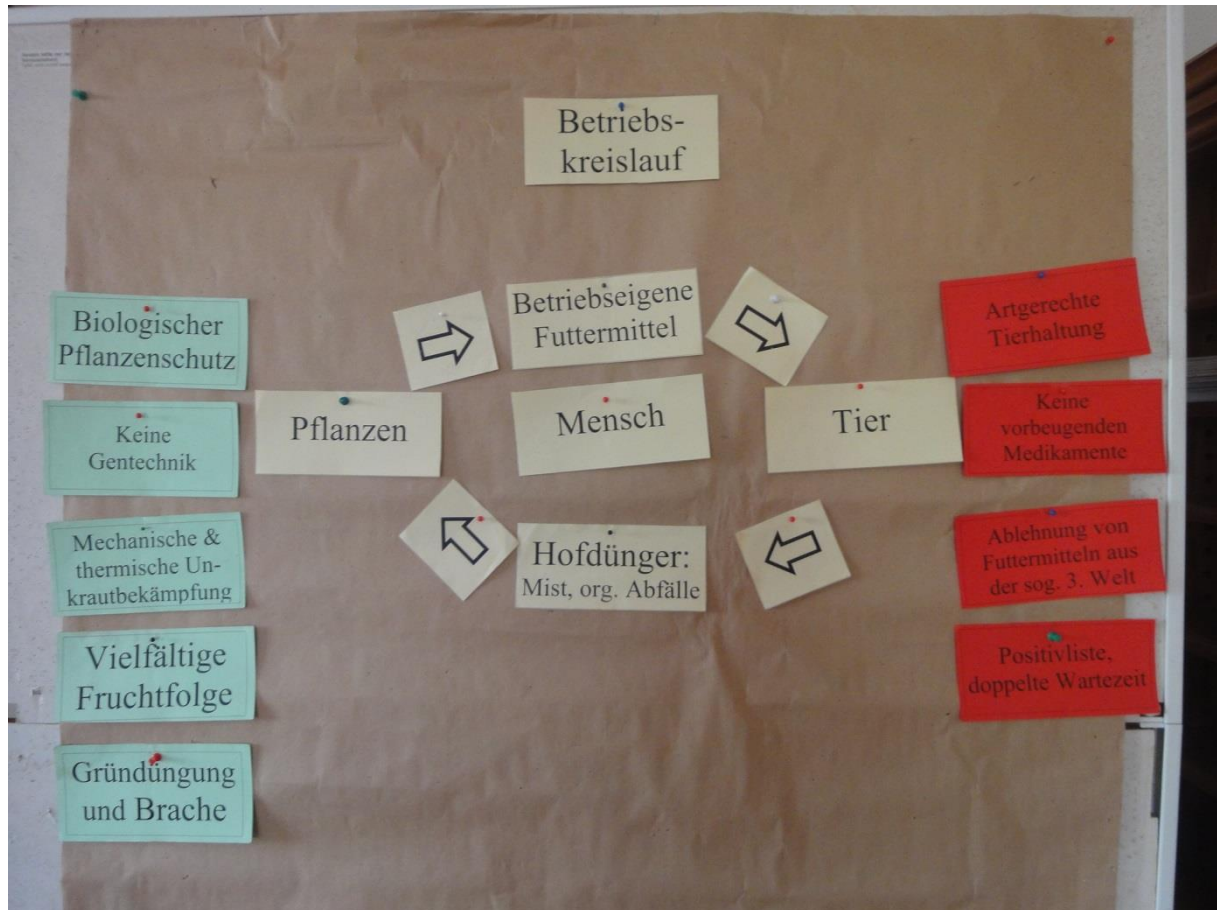 Betriebs-
kreislauf
Biologischer
Pflanzenschutz
Keine
Gentechnik
Mechanische &
thermische Un-
krautbekämpfung
Vielfältige
Fruchtfolge
Gründüngung
und Brache
Pflanzen
Betriebseigene
Futtermittel
Mensch
Hofdünger:
Mist, org. Abfälle
Tier
Artgerechte
Tierhaltung
Keine
vorbeugenden
Medikamente
Ablehnung von
Futtermitteln aus
der sog. 3. Welt
Positivliste,
doppelte Wartezeit